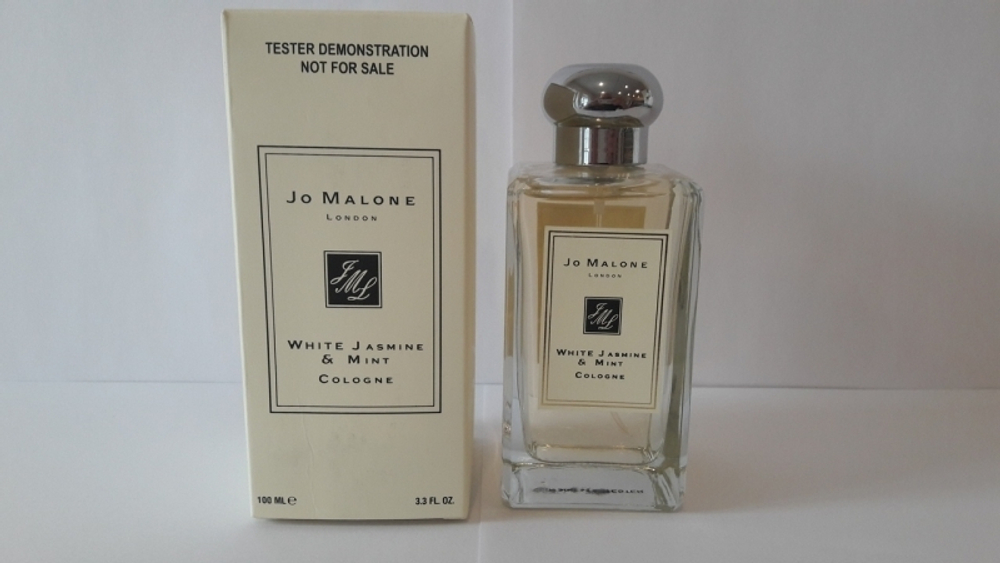 TESTER DEMONSTRATION
NOT FOR SALE
JO MALONE
LONDON
JML
WHITE JASMINE
& MINT
COLOGNE
100 ML e
3.3 FL. OZ.
JO MALONE
LONDON
JML
WHITE JASMINE
& MINT
COLOGNE